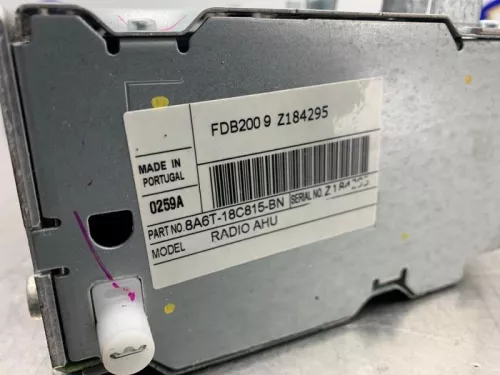 FDB200 9 Z184295
MADE IN
PORTUGAL
0259A
PART NO. 8A6T-18C815-BN SERIAL NO. Z184295
MODEL RADIO AHU